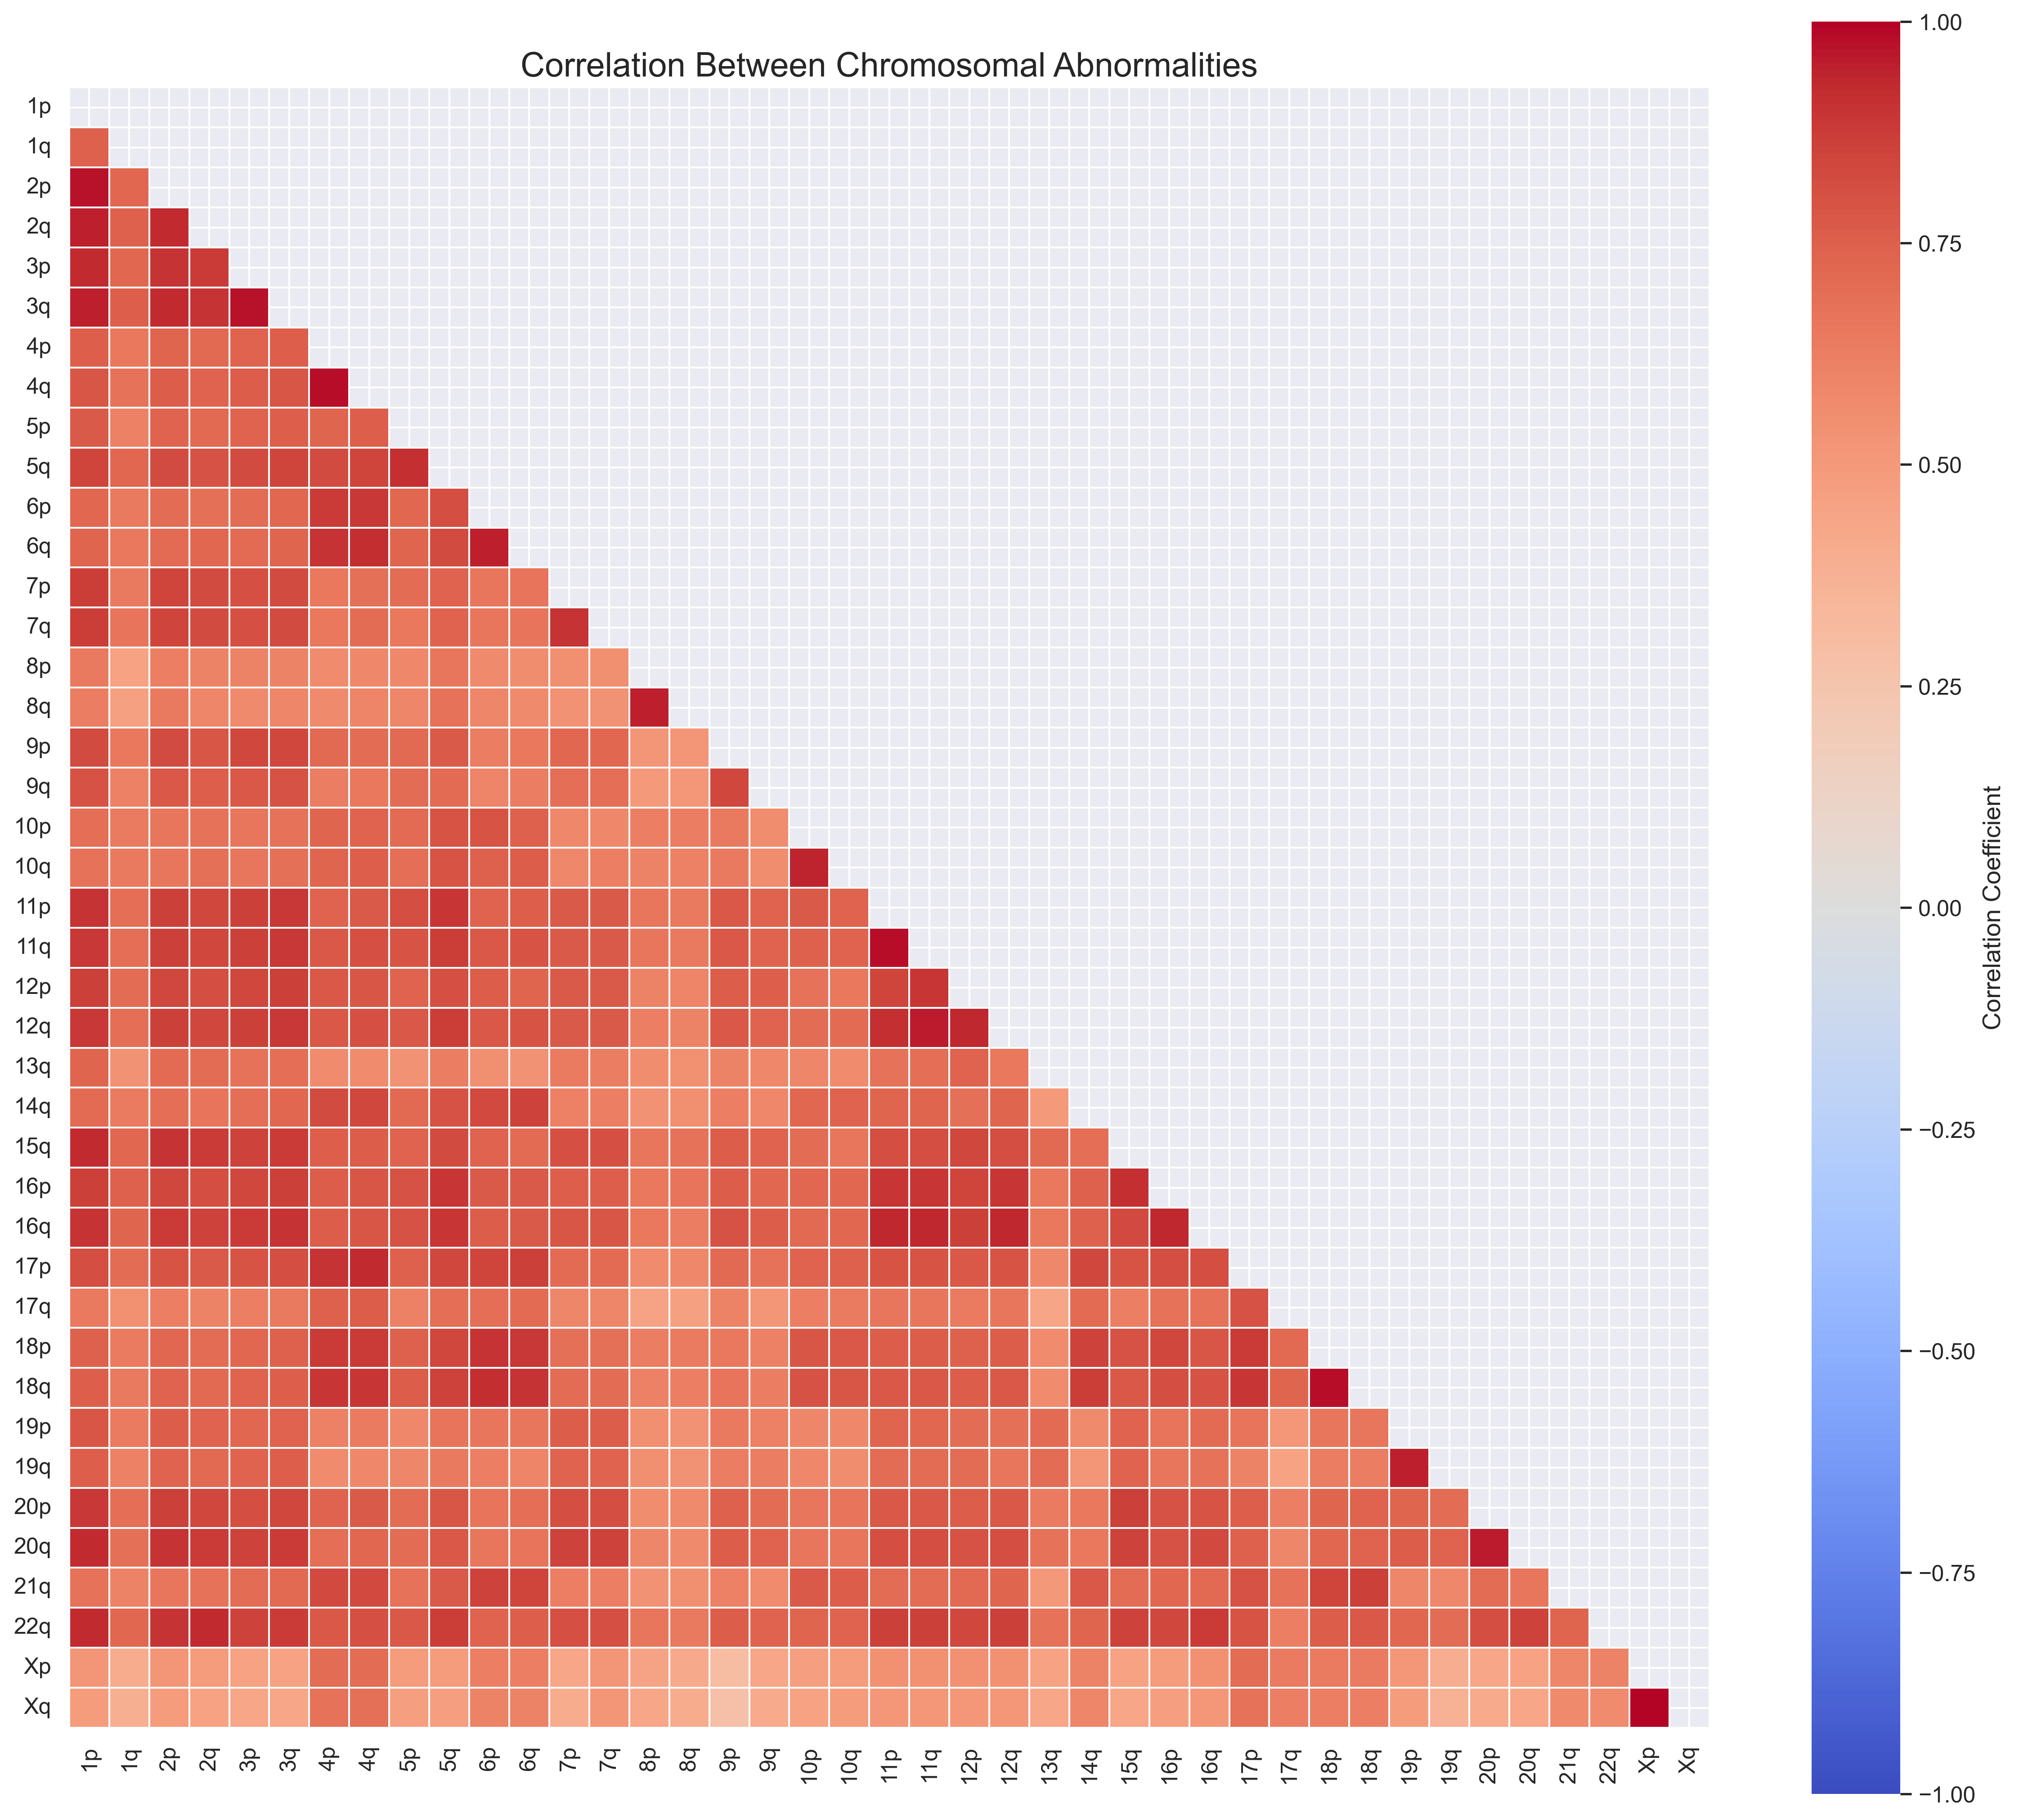 Correlation Between Chromosomal Abnormalities
1p
1q
2p
2q
3p
3q
4p
4q
5p
5q
6p
6q
7p
7q
8p
8q
9p
9q
10p
10q
11p
11q
12p
12q
13q
14q
15q
16p
16q
17p
17q
18p
18q
19p
19q
20p
20q
21q
22q
Xp
Xq
1p 1q 2p 2q 3p 3q 4p 4q 5p 5q 6p 6q 7p 7q 8p 8q 9p 9q 10p 10q 11p 11q 12p 12q 13q 14q 15q 16p 16q 17p 17q 18p 18q 19p 19q 20p 20q 21q 22q Xp Xq
1.00
0.75
0.50
0.25
0.00
−0.25
−0.50
−0.75
−1.00
Correlation Coefficient